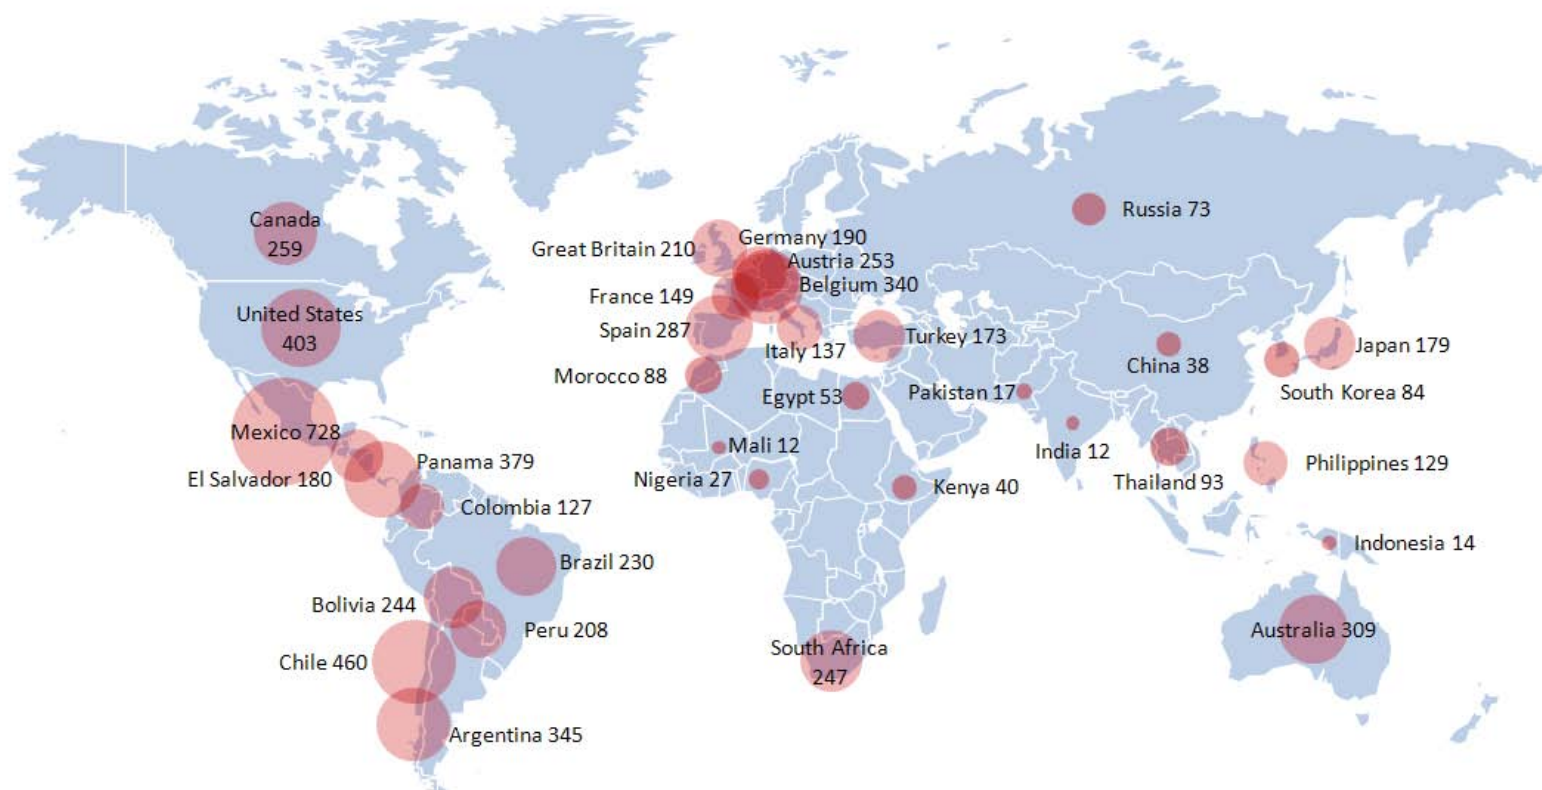 Canada
259
United States
403
Mexico 728
El Salvador 180
Panama 379
Colombia 127
Brazil 230
Bolivia 244
Peru 208
Chile 460
Argentina 345
Great Britain 210
Germany 190
Austria 253
Belgium 340
France 149
Spain 287
Italy 137
Turkey 173
Morocco 88
Egypt 53
Mali 12
Nigeria 27
Kenya 40
South Africa
247
Russia 73
Pakistan 17
India 12
China 38
Japan 179
South Korea 84
Thailand 93
Philippines 129
Indonesia 14
Australia 309